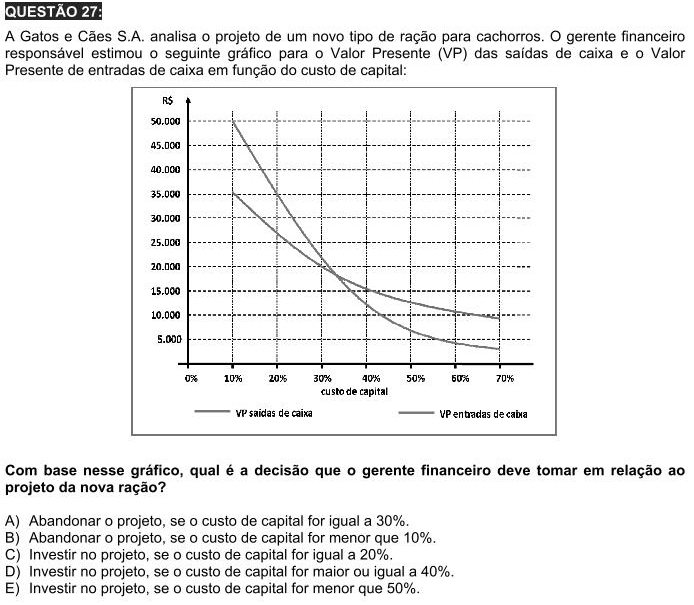 QUESTÃO 27:
A Gatos e Cães S.A. analisa o projeto de um novo tipo de ração para cachorros. O gerente financeiro
responsável estimou o seguinte gráfico para o Valor Presente (VP) das saídas de caixa e o Valor
Presente de entradas de caixa em função do custo de capital:
R$
50.000
45.000
40.000
35.000
30.000
25.000
20.000
15.000
10.000
5.000
0% 10% 20% 30% 40% 50% 60% 70%
custo de capital
VP saídas de caixa VP entradas de caixa
Com base nesse gráfico, qual é a decisão que o gerente financeiro deve tomar em relação ao
projeto da nova ração?
A) Abandonar o projeto, se o custo de capital for igual a 30%.
B) Abandonar o projeto, se o custo de capital for menor que 10%.
C) Investir no projeto, se o custo de capital for igual a 20%.
D) Investir no projeto, se o custo de capital for maior ou igual a 40%.
E) Investir no projeto, se o custo de capital for menor que 50%.